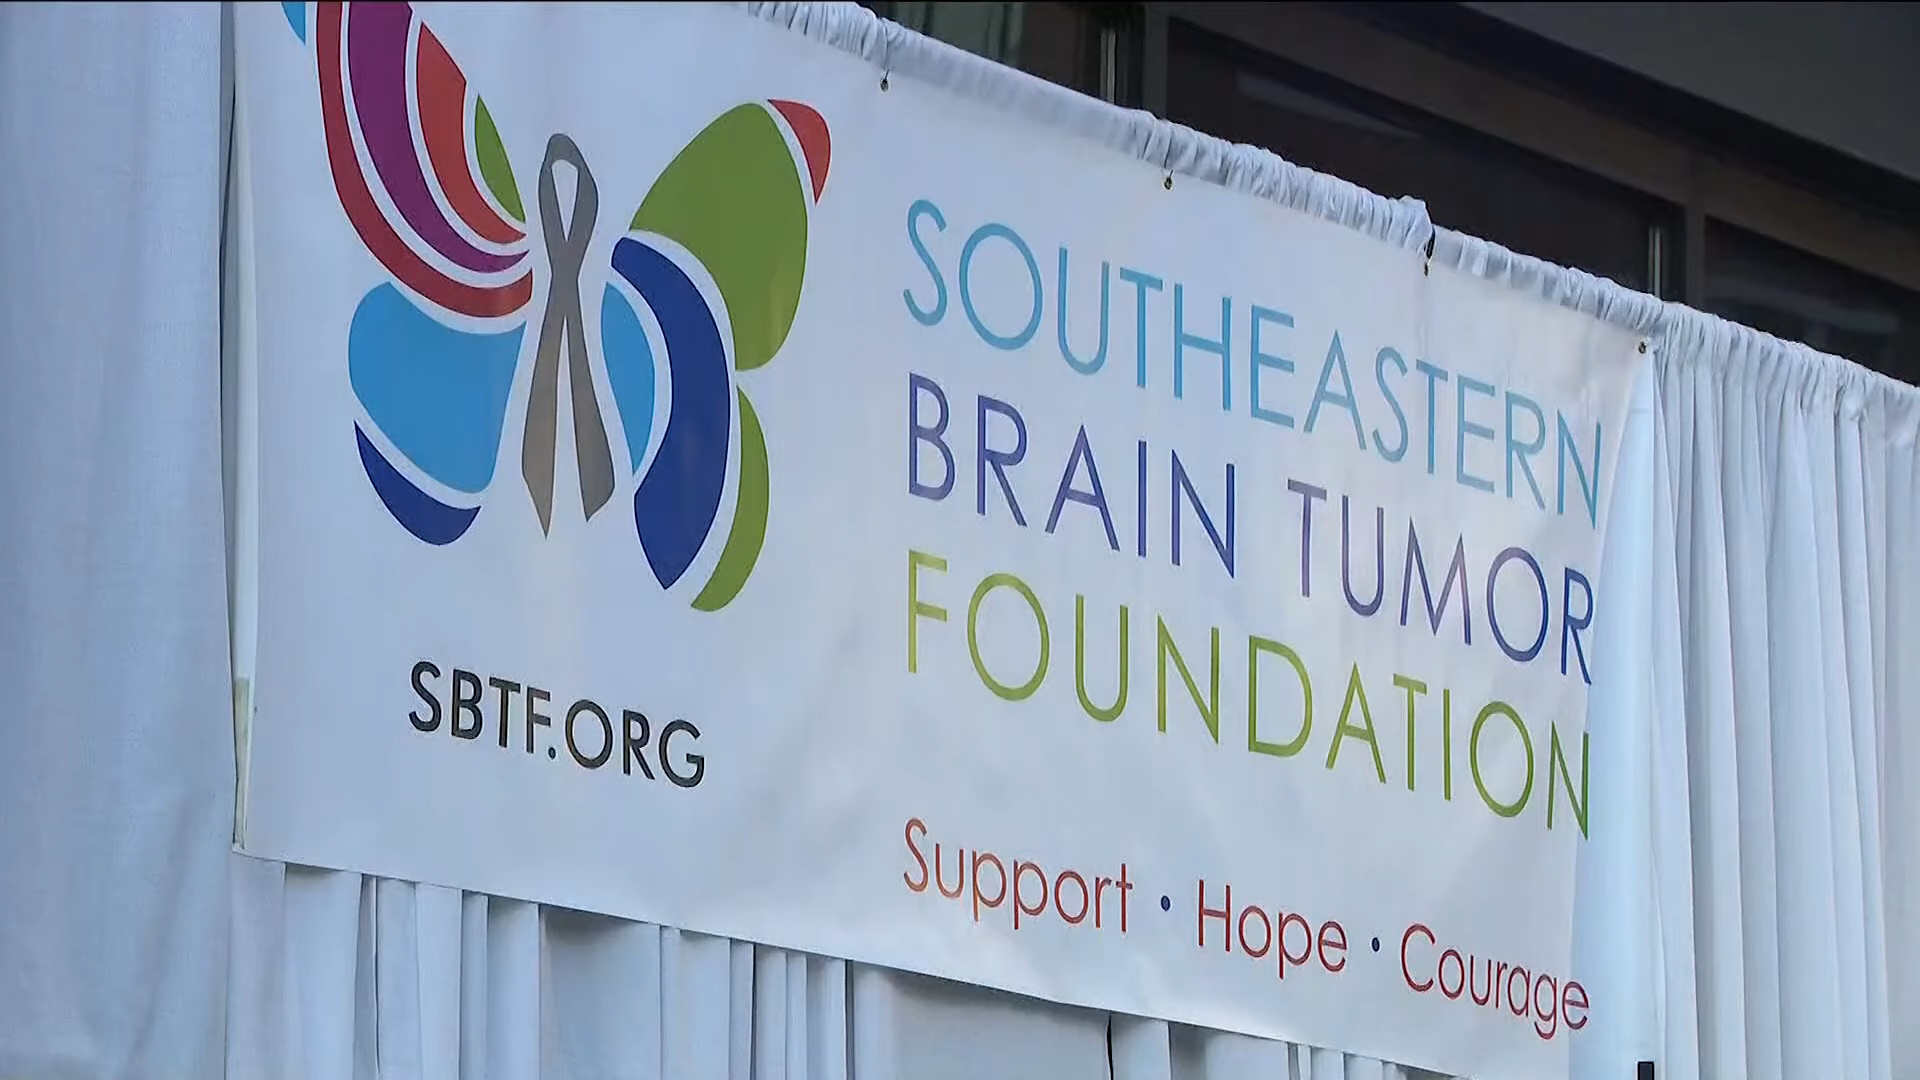 SBTF.ORG
SOUTHEASTERN
BRAIN TUMOR
FOUNDATION
Support · Hope · Courage